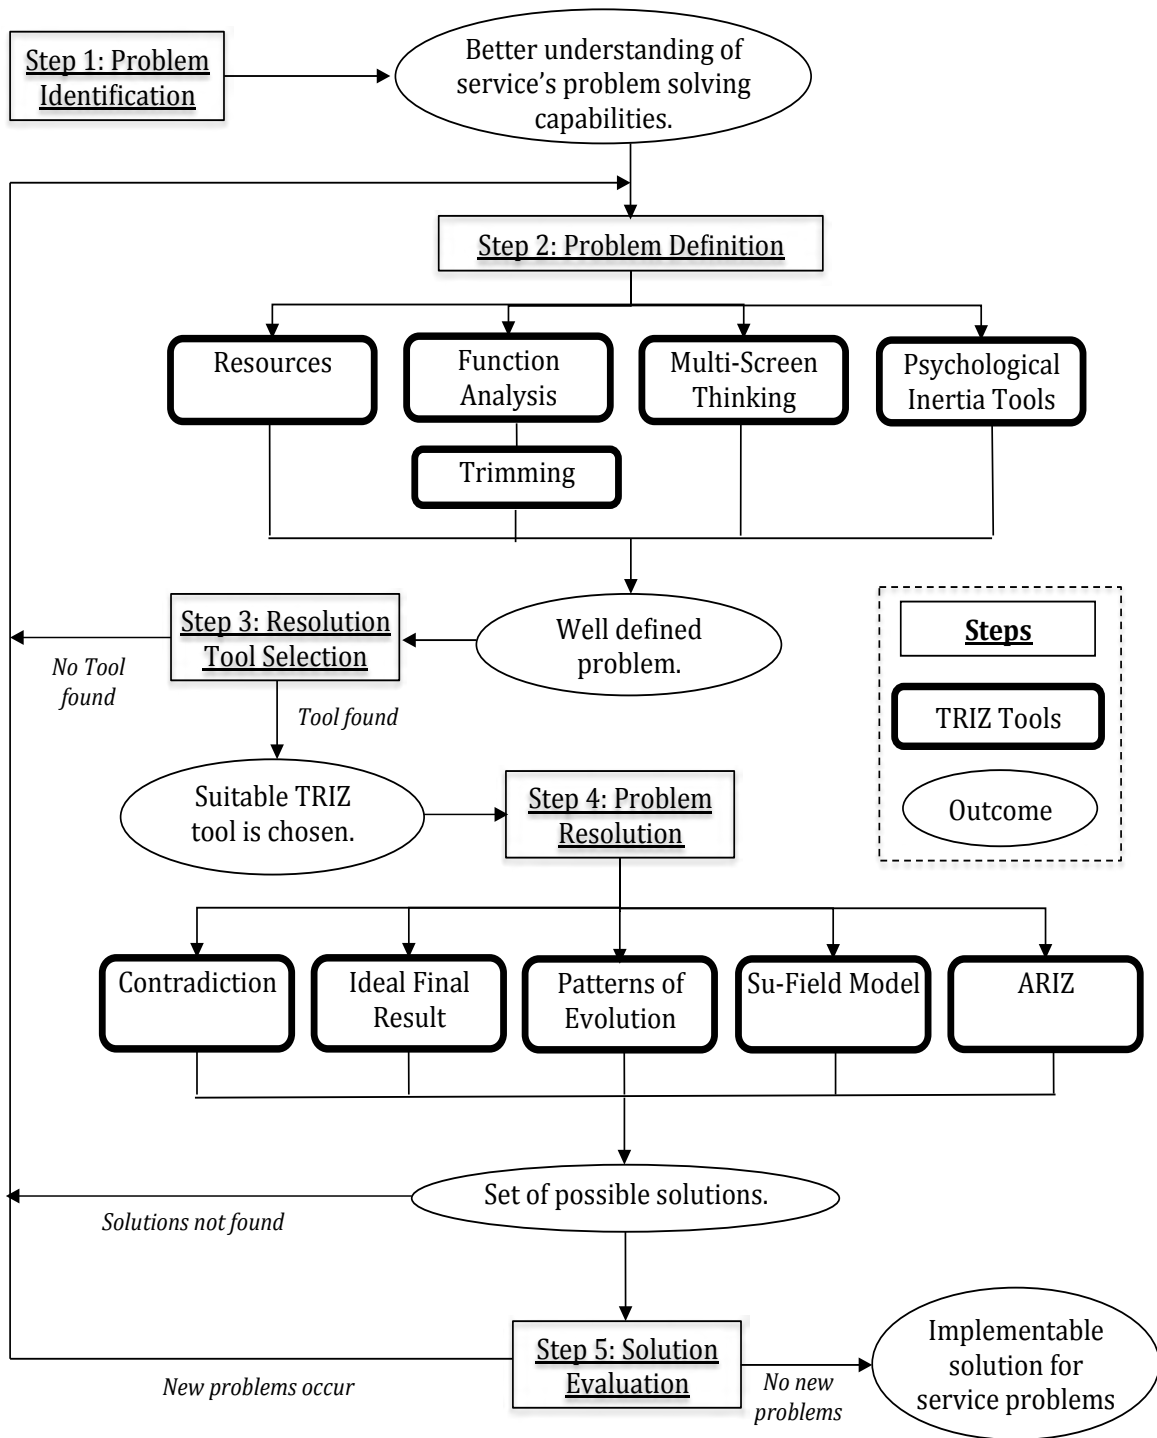 Step 1: Problem
Identification
Better understanding of
service’s problem solving
capabilities.
Step 2: Problem Definition
Resources
Function
Analysis
Multi-Screen
Thinking
Psychological
Inertia Tools
Trimming
Step 3: Resolution
Tool Selection
Well defined
problem.
No Tool
found
Tool found
Steps
TRIZ Tools
Outcome
Suitable TRIZ
tool is chosen.
Step 4: Problem
Resolution
Contradiction
Ideal Final
Result
Patterns of
Evolution
Su-Field Model
ARIZ
Set of possible solutions.
Solutions not found
Step 5: Solution
Evaluation
New problems occur
No new
problems
Implementable
solution for
service problems